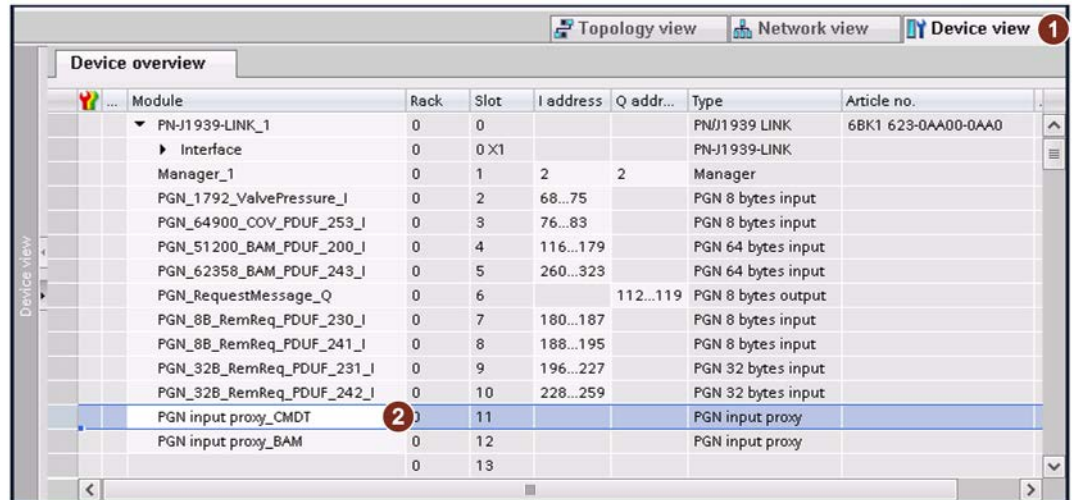 Topology view Network view Device view 1
Device overview
... Module Rack Slot I address Q addr... Type Article no. .
PN-J1939-LINK_1 0 0 PN/J1939 LINK 6BK1 623-0AA00-0AA0
Interface 0 0 X1 PN-J1939-LINK
Manager_1 0 1 2 2 Manager
PGN_1792_ValvePressure_I 0 2 68...75 PGN 8 bytes input
PGN_64900_COV_PDUF_253_I 0 3 76...83 PGN 8 bytes input
PGN_51200_BAM_PDUF_200_I 0 4 116...179 PGN 64 bytes input
PGN_62358_BAM_PDUF_243_I 0 5 260...323 PGN 64 bytes input
PGN_RequestMessage_Q 0 6 112...119 PGN 8 bytes output
PGN_8B_RemReq_PDUF_230_I 0 7 180...187 PGN 8 bytes input
PGN_8B_RemReq_PDUF_241_I 0 8 188...195 PGN 8 bytes input
PGN_32B_RemReq_PDUF_231_I 0 9 196...227 PGN 32 bytes input
PGN_32B_RemReq_PDUF_242_I 0 10 228...259 PGN 32 bytes input
PGN input proxy_CMDT 2 0 11 PGN input proxy
PGN input proxy_BAM 0 12 PGN input proxy
0 13
Device view